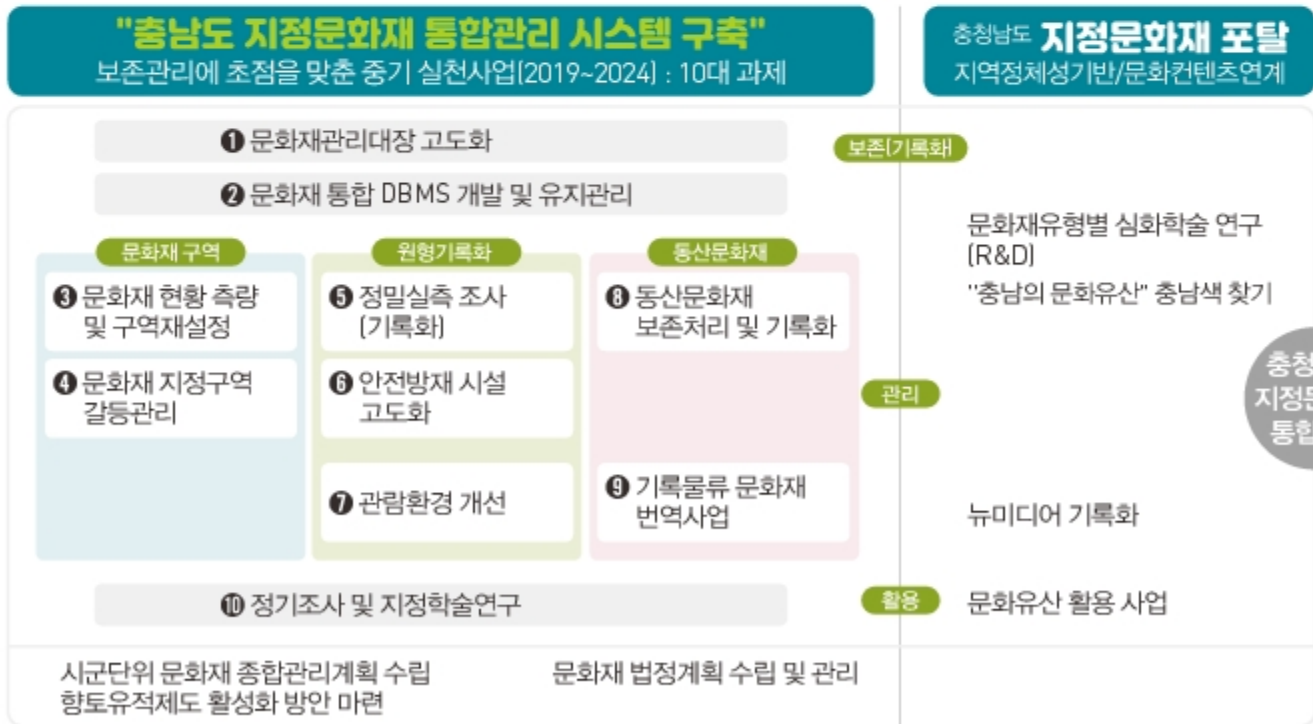 "충남도 지정문화재 통합관리 시스템 구축"
보존관리에 초점을 맞춘 중기 실천사업(2019~2024) : 10대 과제
충청남도 지정문화재 포탈
지역정체성기반/문화컨텐츠연계
❶ 문화재관리대장 고도화
❷ 문화재 통합 DBMS 개발 및 유지관리
문화재 구역
❸ 문화재 현황 측량
및 구역재설정
❹ 문화재 지정구역
갈등관리
원형기록화
❺ 정밀실측 조사
(기록화)
❻ 안전방재 시설
고도화
❼ 관람환경 개선
동산문화재
❽ 동산문화재
보존처리 및 기록화
❾ 기록물류 문화재
번역사업
❿ 정기조사 및 지정학술연구
보존(기록화)
관리
활용
문화재유형별 심화학술 연구
(R&D)
"충남의 문화유산" 충남색 찾기
뉴미디어 기록화
문화유산 활용 사업
충청
지정문
통합
시군단위 문화재 종합관리계획 수립
향토유적제도 활성화 방안 마련
문화재 법정계획 수립 및 관리